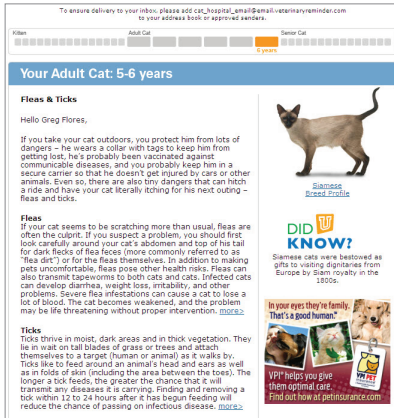 To ensure delivery to your inbox, please add cat_hospital_email@email.veterinaryreminder.com
to your address book or approved senders.
Kitten
Adult Cat
Senior Cat
6 years
Your Adult Cat: 5-6 years
Fleas & Ticks
Hello Greg Flores,
If you take your cat outdoors, you protect him from lots of
dangers – he wears a collar with tags to keep him from
getting lost, he's probably been vaccinated against
communicable diseases, and you probably keep him in a
secure carrier so that he doesn't get injured by cars or other
animals. Even so, there are also tiny dangers that can hitch
a ride and have your cat literally itching for his next outing –
fleas and ticks.
Fleas
If your cat seems to be scratching more than usual, fleas are
often the culprit. If you suspect a problem, you should first
look carefully around your cat's abdomen and top of his tail
for dark flecks of flea feces (more commonly referred to as
"flea dirt") or for the fleas themselves. In addition to making
pets uncomfortable, fleas pose other health risks. Fleas can
also transmit tapeworms to both cats and cats. Infected cats
can develop diarrhea, weight loss, irritability, and other
problems. Severe flea infestations can cause a cat to lose a
lot of blood. The cat becomes weakened, and the problem
may be life threatening without proper intervention. more>
Ticks
Ticks thrive in moist, dark areas and in thick vegetation. They
lie in wait on tall blades of grass or trees and attach
themselves to a target (human or animal) as it walks by.
Ticks like to feed around an animal's head and ears as well
as in folds of skin (including the area between the toes). The
longer a tick feeds, the greater the chance that it will
transmit any diseases it is carrying. Finding and removing a
tick within 12 to 24 hours after it has begun feeding will
reduce the chance of passing on infectious disease. more>
Siamese
Breed Profile
DID
KNOW?
Siamese cats were bestowed as
gifts to visiting dignitaries from
Europe by Siam royalty in the
1800s.
In your eyes they're family.
That's a good human.
VPI helps you give
them optimal care.
Find out how at petinsurance.com